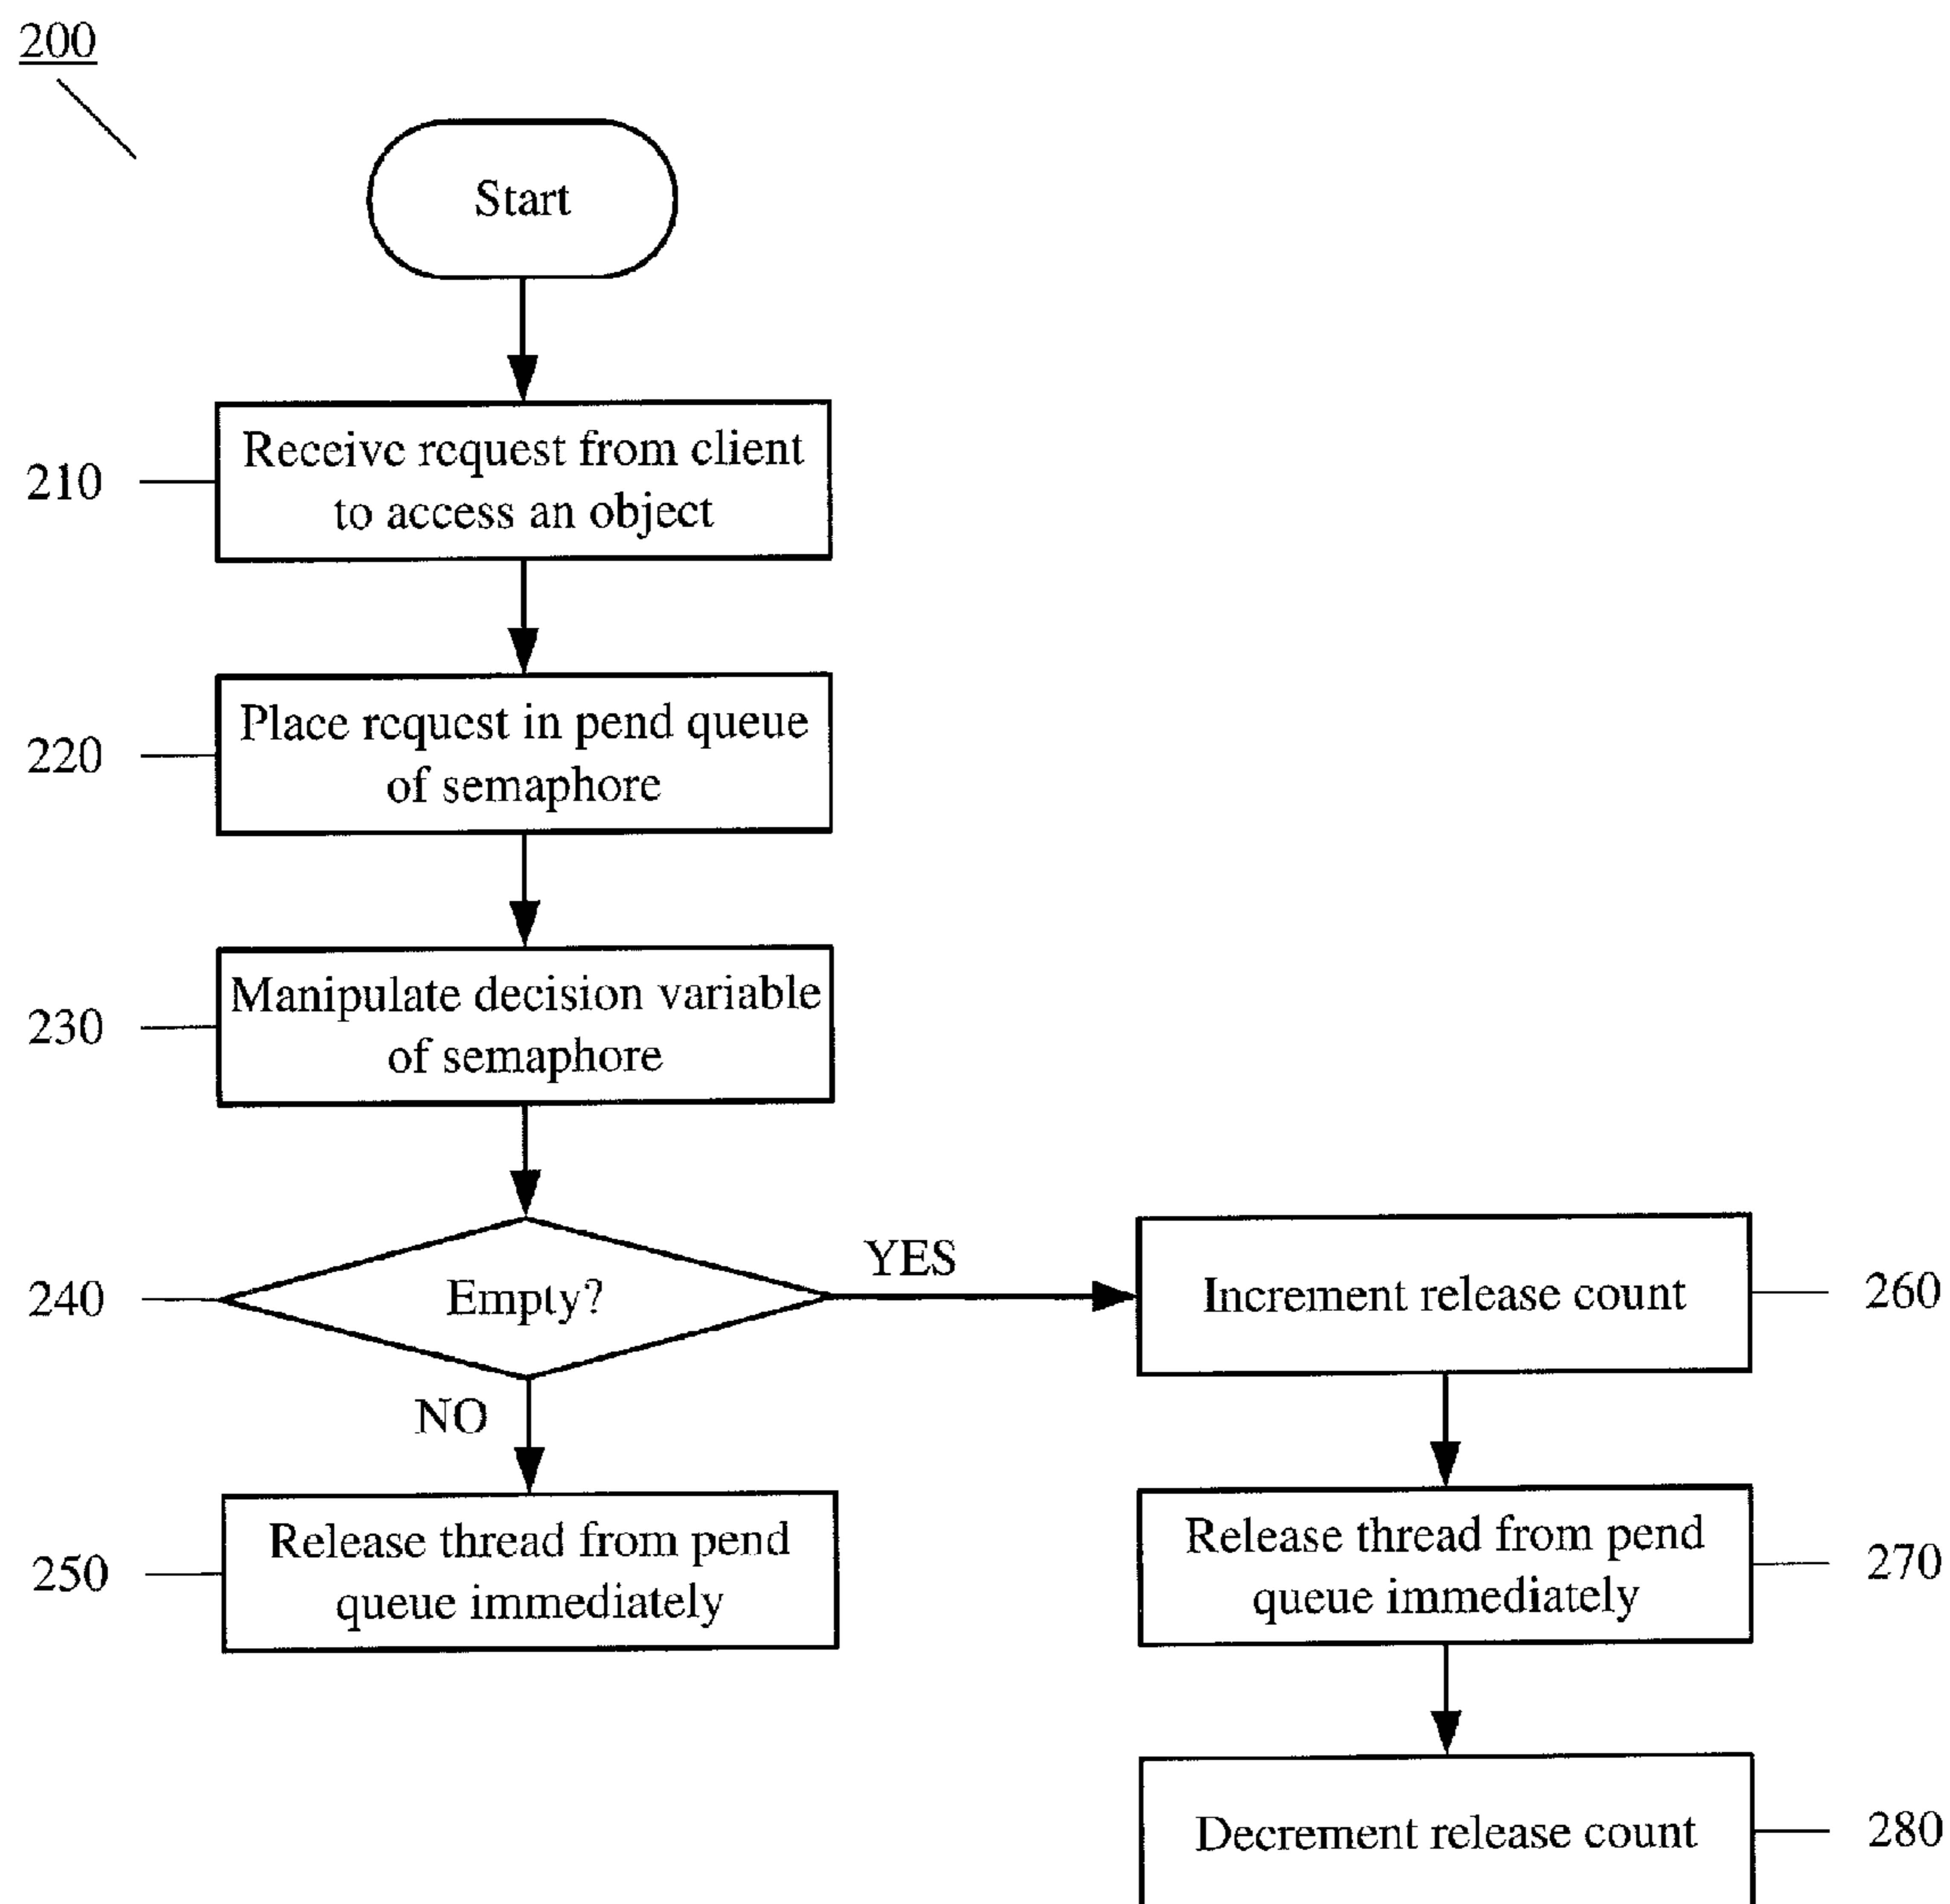 200
Start
210
Receive request from client
to access an object
220
Place request in pend queue
of semaphore
230
Manipulate decision variable
of semaphore
240
Empty?
YES
Increment release count
260
NO
250
Release thread from pend
queue immediately
Release thread from pend
queue immediately
270
Decrement release count
280